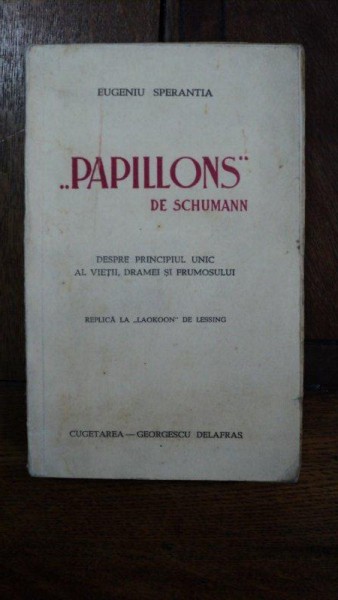 EUGENIU SPERANTIA
„PAPILLONS“
DE SCHUMANN
DESPRE PRINCIPIUL UNIC
AL VIEȚII, DRAMEI ȘI FRUMOSULUI
REPLICĂ LA „LAOKOON“ DE LESSING
CUGETAREA — GEORGESCU DELAFRAS